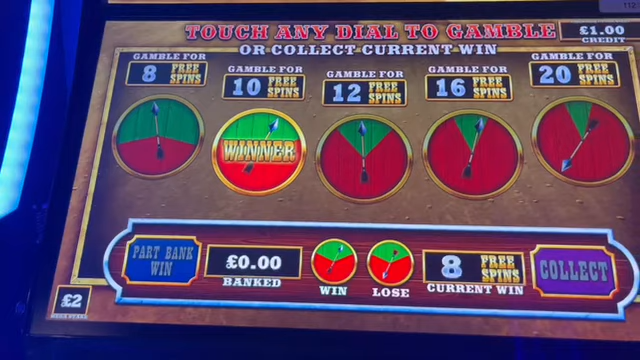 TOUCH ANY DIAL TO GAMBLE
OR COLLECT CURRENT WIN
£1.00
CREDIT
GAMBLE FOR
8 FREE SPINS
GAMBLE FOR
10 FREE SPINS
GAMBLE FOR
12 FREE SPINS
GAMBLE FOR
16 FREE SPINS
GAMBLE FOR
20 FREE SPINS
WINNER
PART BANK
WIN
£0.00
BANKED
WIN
LOSE
8 FREE SPINS
CURRENT WIN
COLLECT
£2